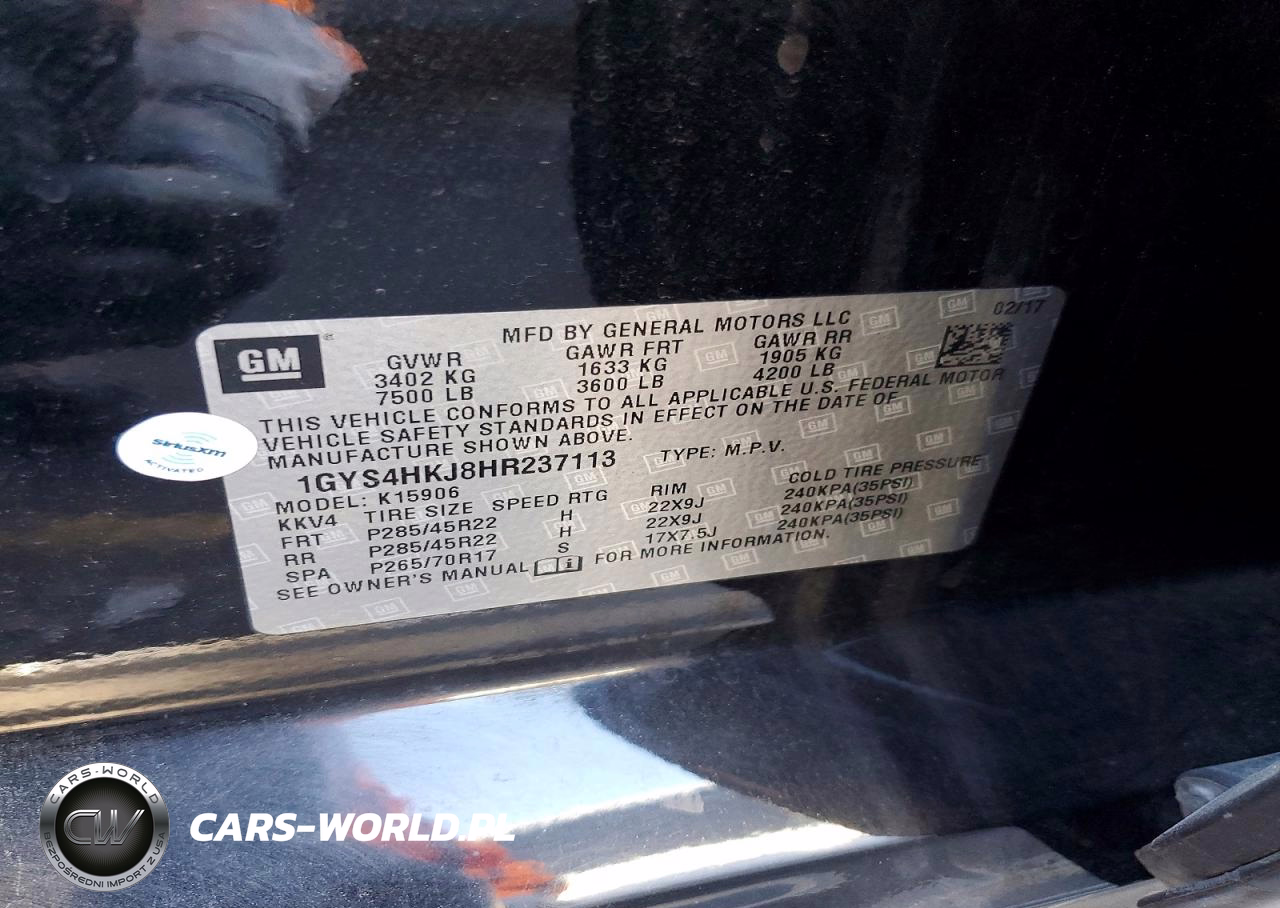 MFD BY GENERAL MOTORS LLC
02/17
GM
GVWR GAWR FRT GAWR RR
3402 KG 1633 KG 1905 KG
7500 LB 3600 LB 4200 LB
THIS VEHICLE CONFORMS TO ALL APPLICABLE U.S. FEDERAL MOTOR
VEHICLE SAFETY STANDARDS IN EFFECT ON THE DATE OF
MANUFACTURE SHOWN ABOVE.
1GYS4HKJ8HR237113 TYPE: M.P.V.
MODEL: K15906
KKV4 TIRE SIZE SPEED RTG RIM COLD TIRE PRESSURE
FRT P285/45R22 H 22X9J 240KPA(35PSI)
RR P285/45R22 H 22X9J 240KPA(35PSI)
SPA P265/70R17 S 17X7.5J 240KPA(35PSI)
SEE OWNER'S MANUAL FOR MORE INFORMATION.
siriusxm
ACTIVATED
CARS-WORLD
CW
BEZPOŚREDNI IMPORT Z USA
CARS-WORLD.PL